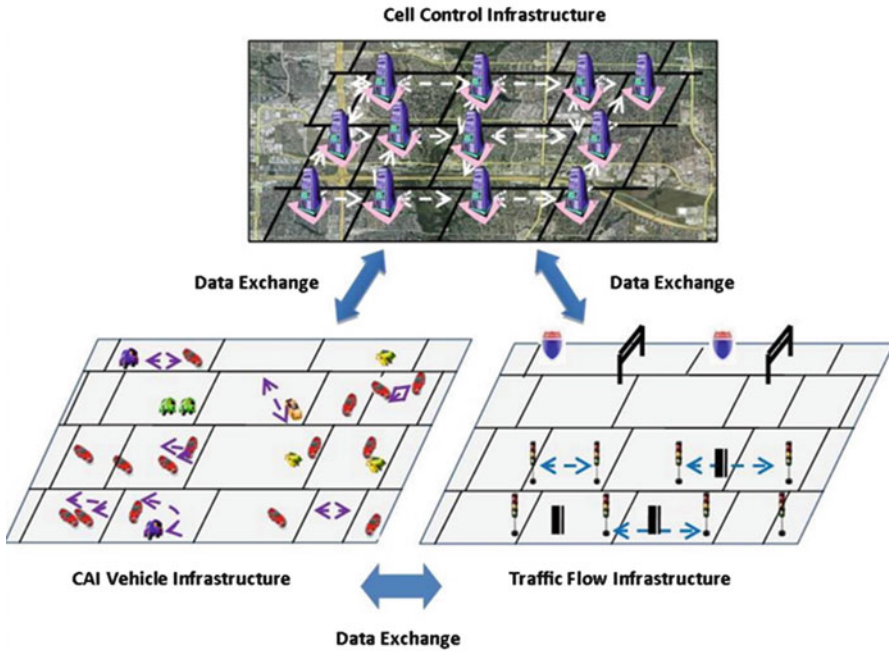 Cell Control Infrastructure
Data Exchange
Data Exchange
CAI Vehicle Infrastructure
Traffic Flow Infrastructure
Data Exchange